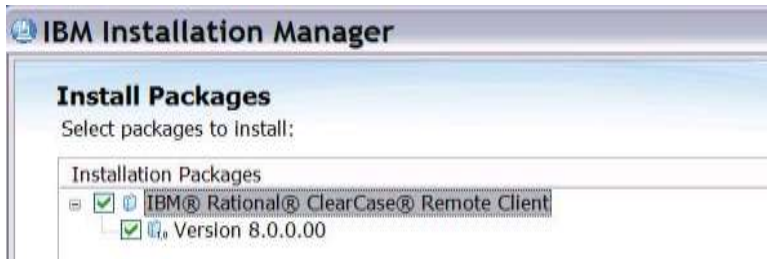 IBM Installation Manager
Install Packages
Select packages to install:
Installation Packages
IBM® Rational® ClearCase® Remote Client
Version 8.0.0.00